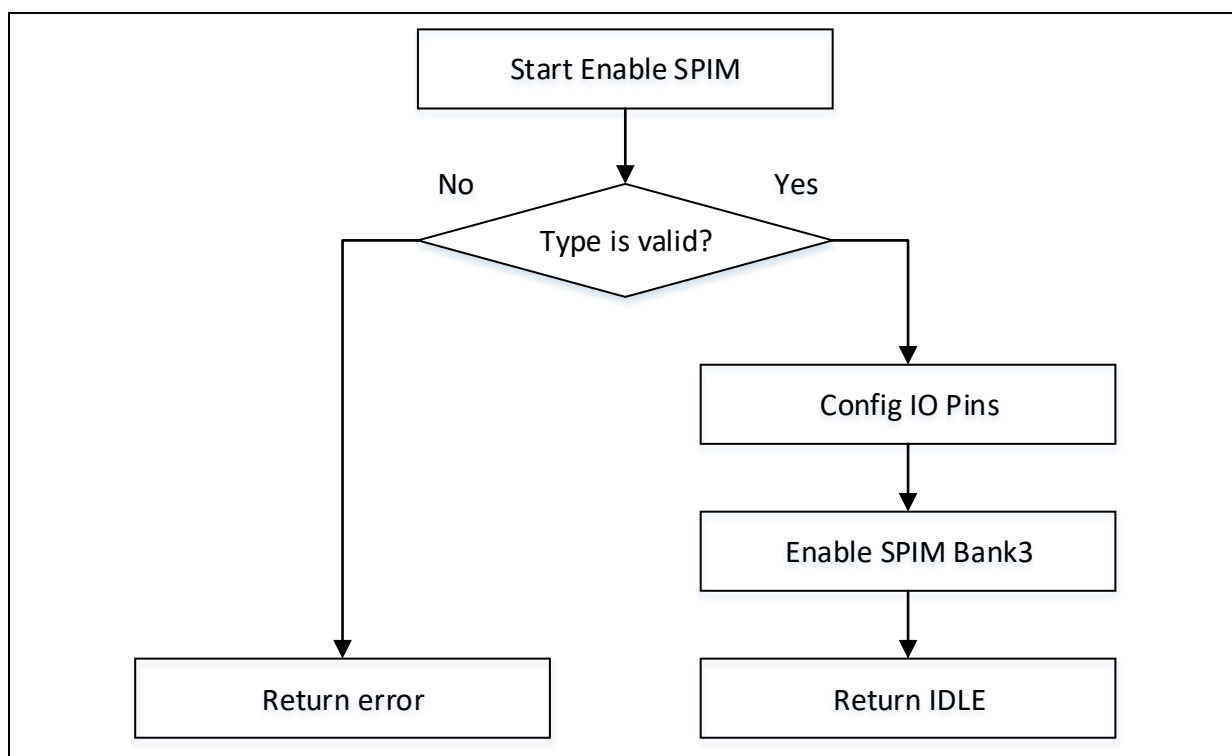 Start Enable SPIM
No
Yes
Type is valid?
Config IO Pins
Enable SPIM Bank3
Return error
Return IDLE